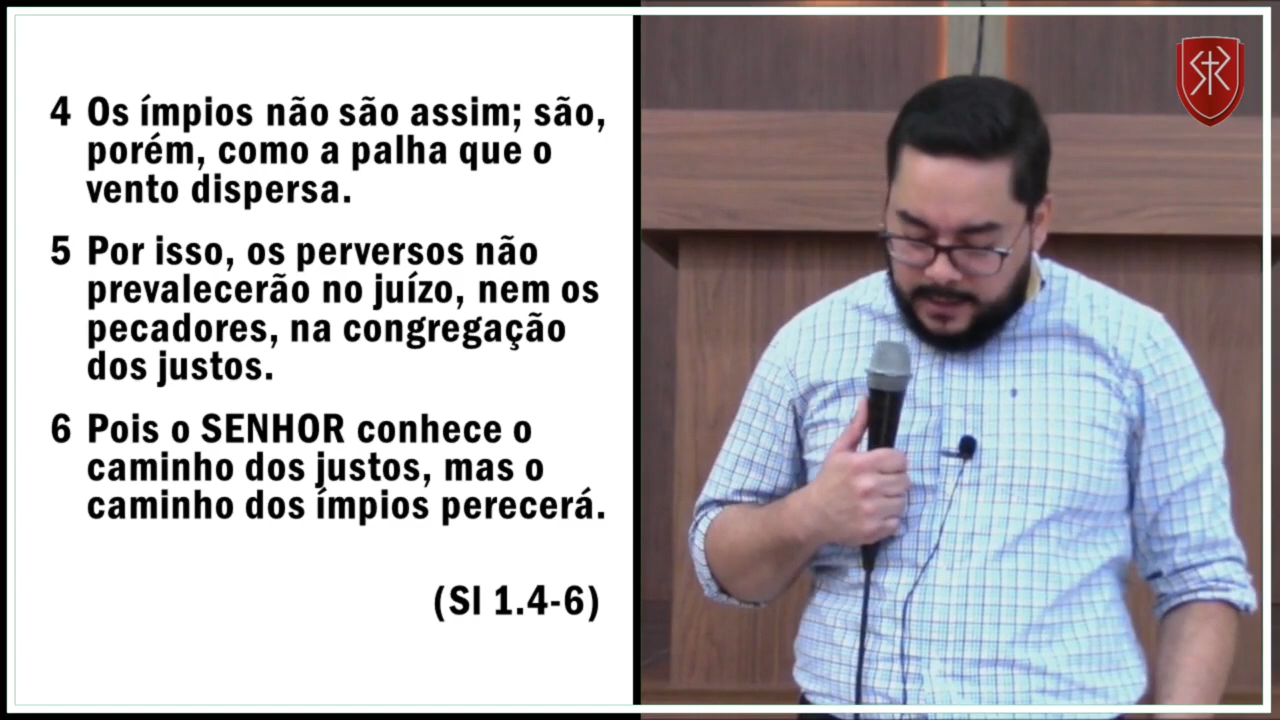 4 Os ímpios não são assim; são,
porém, como a palha que o
vento dispersa.
5 Por isso, os perversos não
prevalecerão no juízo, nem os
pecadores, na congregação
dos justos.
6 Pois o SENHOR conhece o
caminho dos justos, mas o
caminho dos ímpios perecerá.
(Sl 1.4-6)